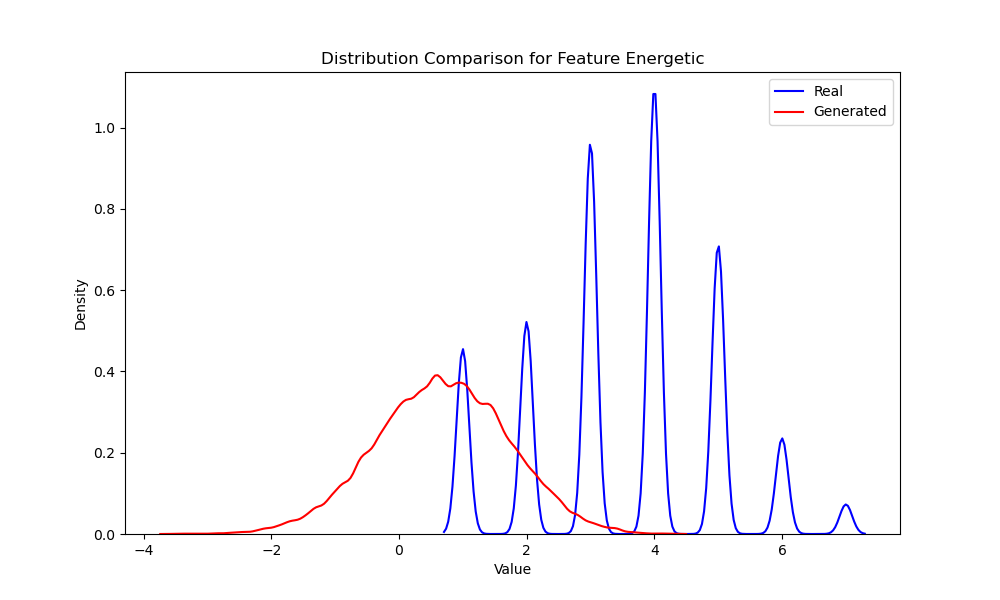 Distribution Comparison for Feature Energetic
Real
Generated
1.0
0.8
0.6
0.4
0.2
0.0
Density
−4
−2
0
2
4
6
Value